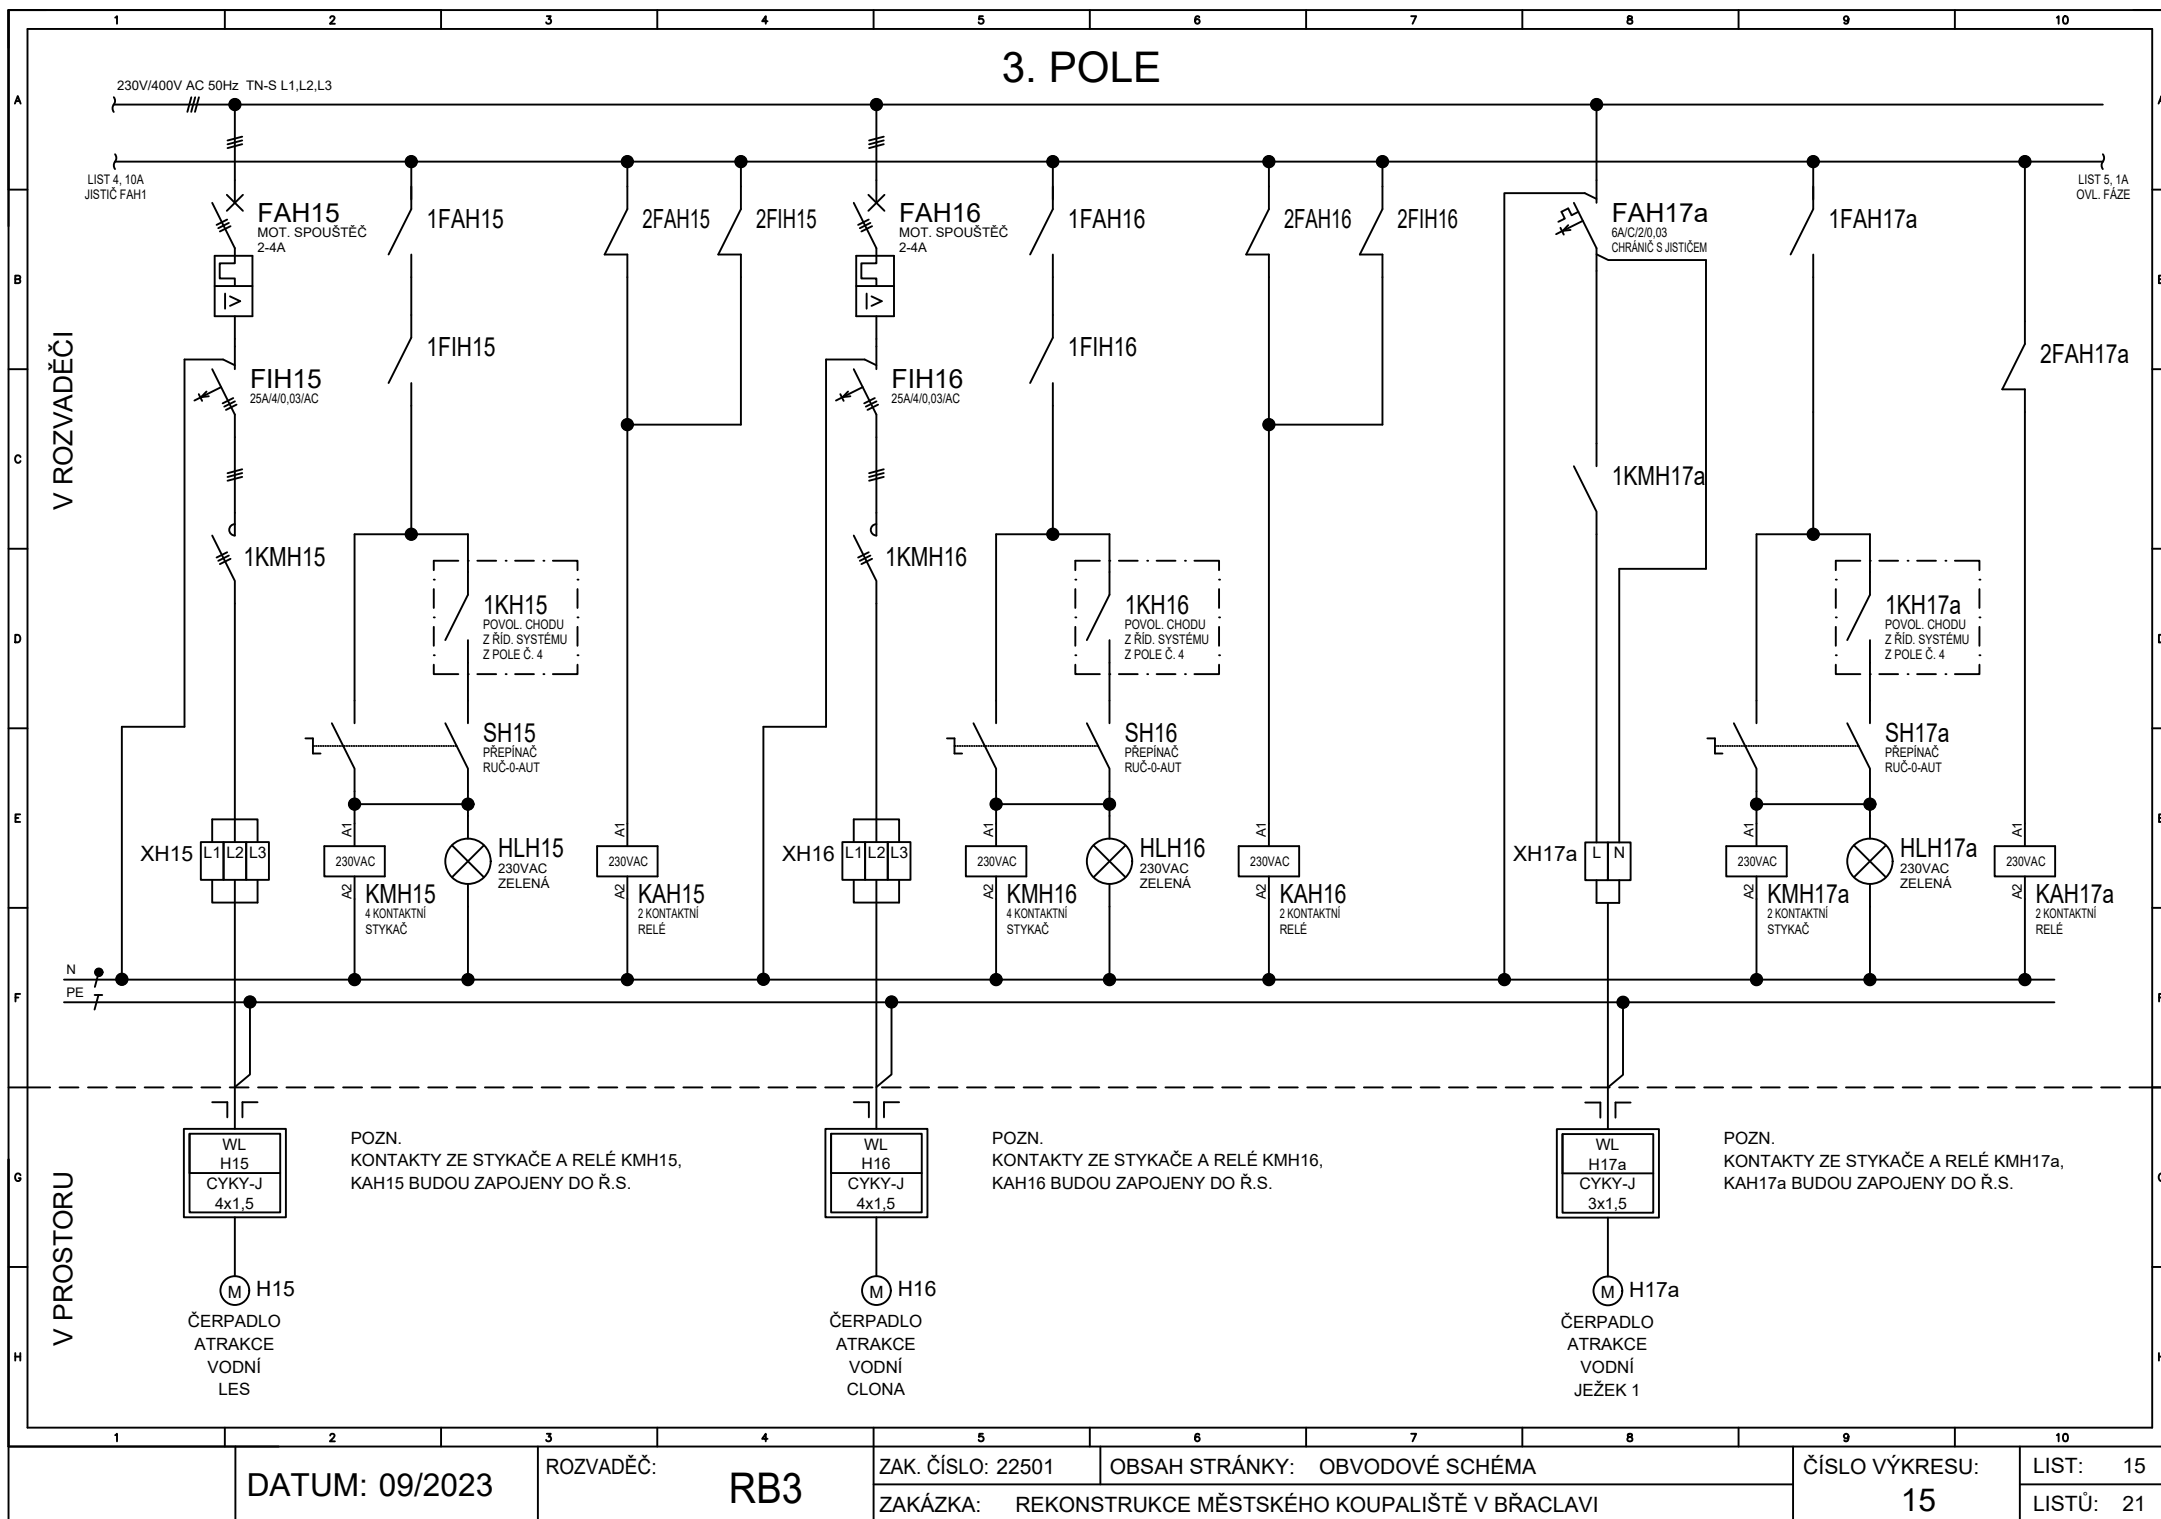 1 2 3 4 5 6 7 8 9 10
3. POLE
230V/400V AC 50Hz TN-S L1,L2,L3
LIST 4, 10A
JISTIČ FAH1
LIST 5, 1A
OVL. FÁZE
V ROZVADĚČI
V PROSTORU
A
B
C
D
E
F
G
H
FAH15
MOT. SPOUŠTĚČ
2-4A
I>
1FAH15
2FAH15
2FIH15
1FIH15
FIH15
25A/4/0,03/AC
1KMH15
1KH15
POVOL. CHODU
Z ŘÍD. SYSTÉMU
Z POLE Č. 4
SH15
PŘEPÍNAČ
RUČ-0-AUT
XH15 L1 L2 L3
A1
230VAC
A2
KMH15
4 KONTAKTNÍ
STYKAČ
HLH15
230VAC
ZELENÁ
A1
230VAC
A2
KAH15
2 KONTAKTNÍ
RELÉ
FAH16
MOT. SPOUŠTĚČ
2-4A
I>
1FAH16
2FAH16
2FIH16
1FIH16
FIH16
25A/4/0,03/AC
1KMH16
1KH16
POVOL. CHODU
Z ŘÍD. SYSTÉMU
Z POLE Č. 4
SH16
PŘEPÍNAČ
RUČ-0-AUT
XH16 L1 L2 L3
A1
230VAC
A2
KMH16
4 KONTAKTNÍ
STYKAČ
HLH16
230VAC
ZELENÁ
A1
230VAC
A2
KAH16
2 KONTAKTNÍ
RELÉ
FAH17a
6A/C/2/0,03
CHRÁNIČ S JISTIČEM
1FAH17a
2FAH17a
1KMH17a
1KH17a
POVOL. CHODU
Z ŘÍD. SYSTÉMU
Z POLE Č. 4
SH17a
PŘEPÍNAČ
RUČ-0-AUT
XH17a L N
A1
230VAC
A2
KMH17a
2 KONTAKTNÍ
STYKAČ
HLH17a
230VAC
ZELENÁ
A1
230VAC
A2
KAH17a
2 KONTAKTNÍ
RELÉ
N
PE
WL
H15
CYKY-J
4x1,5
POZN.
KONTAKTY ZE STYKAČE A RELÉ KMH15,
KAH15 BUDOU ZAPOJENY DO Ř.S.
M H15
ČERPADLO
ATRAKCE
VODNÍ
LES
WL
H16
CYKY-J
4x1,5
POZN.
KONTAKTY ZE STYKAČE A RELÉ KMH16,
KAH16 BUDOU ZAPOJENY DO Ř.S.
M H16
ČERPADLO
ATRAKCE
VODNÍ
CLONA
WL
H17a
CYKY-J
3x1,5
POZN.
KONTAKTY ZE STYKAČE A RELÉ KMH17a,
KAH17a BUDOU ZAPOJENY DO Ř.S.
M H17a
ČERPADLO
ATRAKCE
VODNÍ
JEŽEK 1
1 2 3 4 5 6 7 8 9 10
DATUM: 09/2023
ROZVADĚČ:
RB3
ZAK. ČÍSLO: 22501
OBSAH STRÁNKY: OBVODOVÉ SCHÉMA
ZAKÁZKA: REKONSTRUKCE MĚSTSKÉHO KOUPALIŠTĚ V BŘACLAVI
ČÍSLO VÝKRESU:
15
LIST: 15
LISTŮ: 21